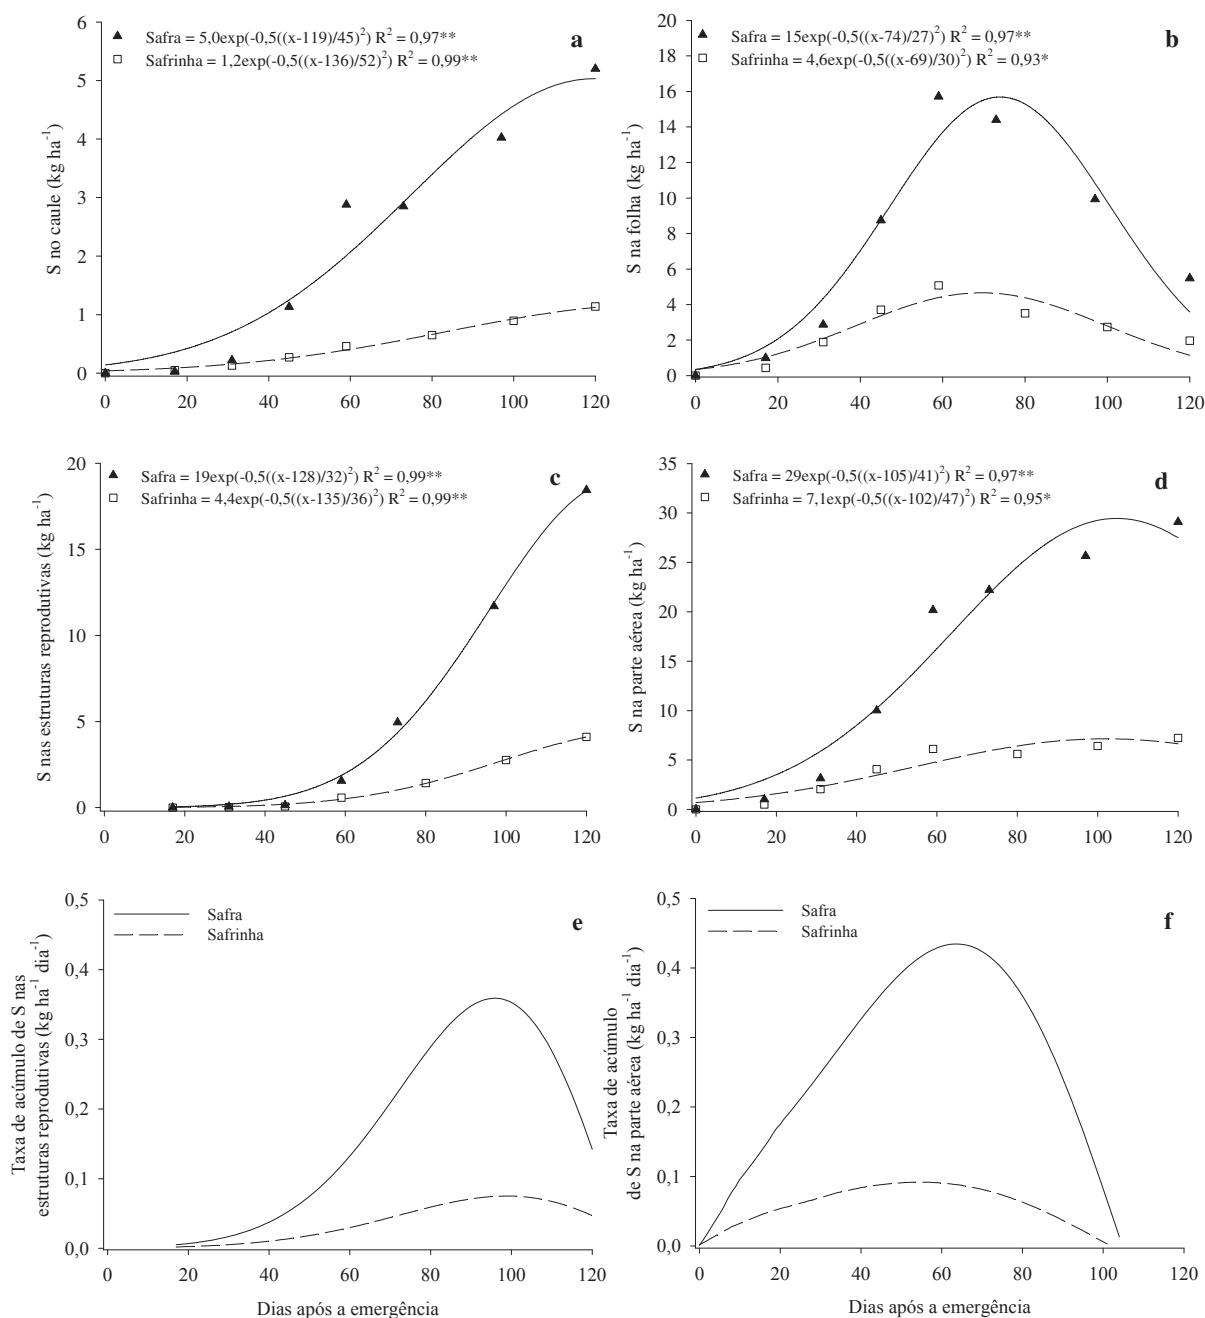 Safra = 5,0exp(-0,5((x-119)/45)²) R² = 0,97**
Safrinha = 1,2exp(-0,5((x-136)/52)²) R² = 0,99**
a
S no caule (kg ha⁻¹)
6
5
4
3
2
1
0
0 20 40 60 80 100 120
Safra = 15exp(-0,5((x-74)/27)²) R² = 0,97**
Safrinha = 4,6exp(-0,5((x-69)/30)²) R² = 0,93*
b
S na folha (kg ha⁻¹)
20
18
16
14
12
10
8
6
4
2
0
0 20 40 60 80 100 120
Safra = 19exp(-0,5((x-128)/32)²) R² = 0,99**
Safrinha = 4,4exp(-0,5((x-135)/36)²) R² = 0,99**
c
S nas estruturas reprodutivas (kg ha⁻¹)
20
15
10
5
0
0 20 40 60 80 100 120
Safra = 29exp(-0,5((x-105)/41)²) R² = 0,97**
Safrinha = 7,1exp(-0,5((x-102)/47)²) R² = 0,95*
d
S na parte aérea (kg ha⁻¹)
35
30
25
20
15
10
5
0
0 20 40 60 80 100 120
Safra
Safrinha
e
Taxa de acúmulo de S nas
estruturas reprodutivas (kg ha⁻¹ dia⁻¹)
0,5
0,4
0,3
0,2
0,1
0,0
0 20 40 60 80 100 120
Dias após a emergência
Safra
Safrinha
f
Taxa de acúmulo
de S na parte aérea (kg ha⁻¹ dia⁻¹)
0,5
0,4
0,3
0,2
0,1
0,0
0 20 40 60 80 100 120
Dias após a emergência